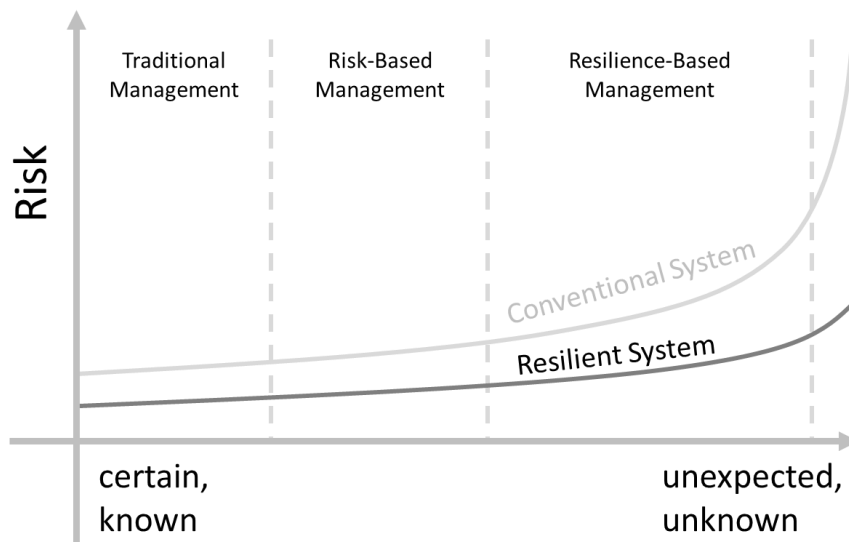 Traditional
Management
Risk-Based
Management
Resilience-Based
Management
Risk
Conventional System
Resilient System
certain,
known
unexpected,
unknown